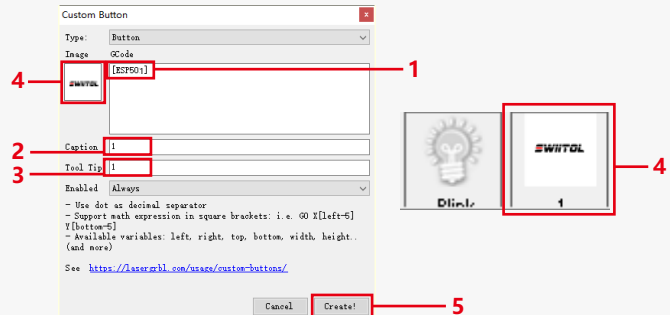 Custom Button
x
Type:
Button
Image
GCode
[ESP501]
1
4
SWIITOL
2
Caption
1
3
Tool Tip
1
Enabled
Always
- Use dot as decimal separator
- Support math expression in square brackets: i.e. G0 X[left-5]
Y[bottom-5]
- Available variables: left, right, top, bottom, width, height..
(and more)
See https://lasergrbl.com/usage/custom-buttons/
Cancel
Create!
5
Blink
SWIITOL
1
4